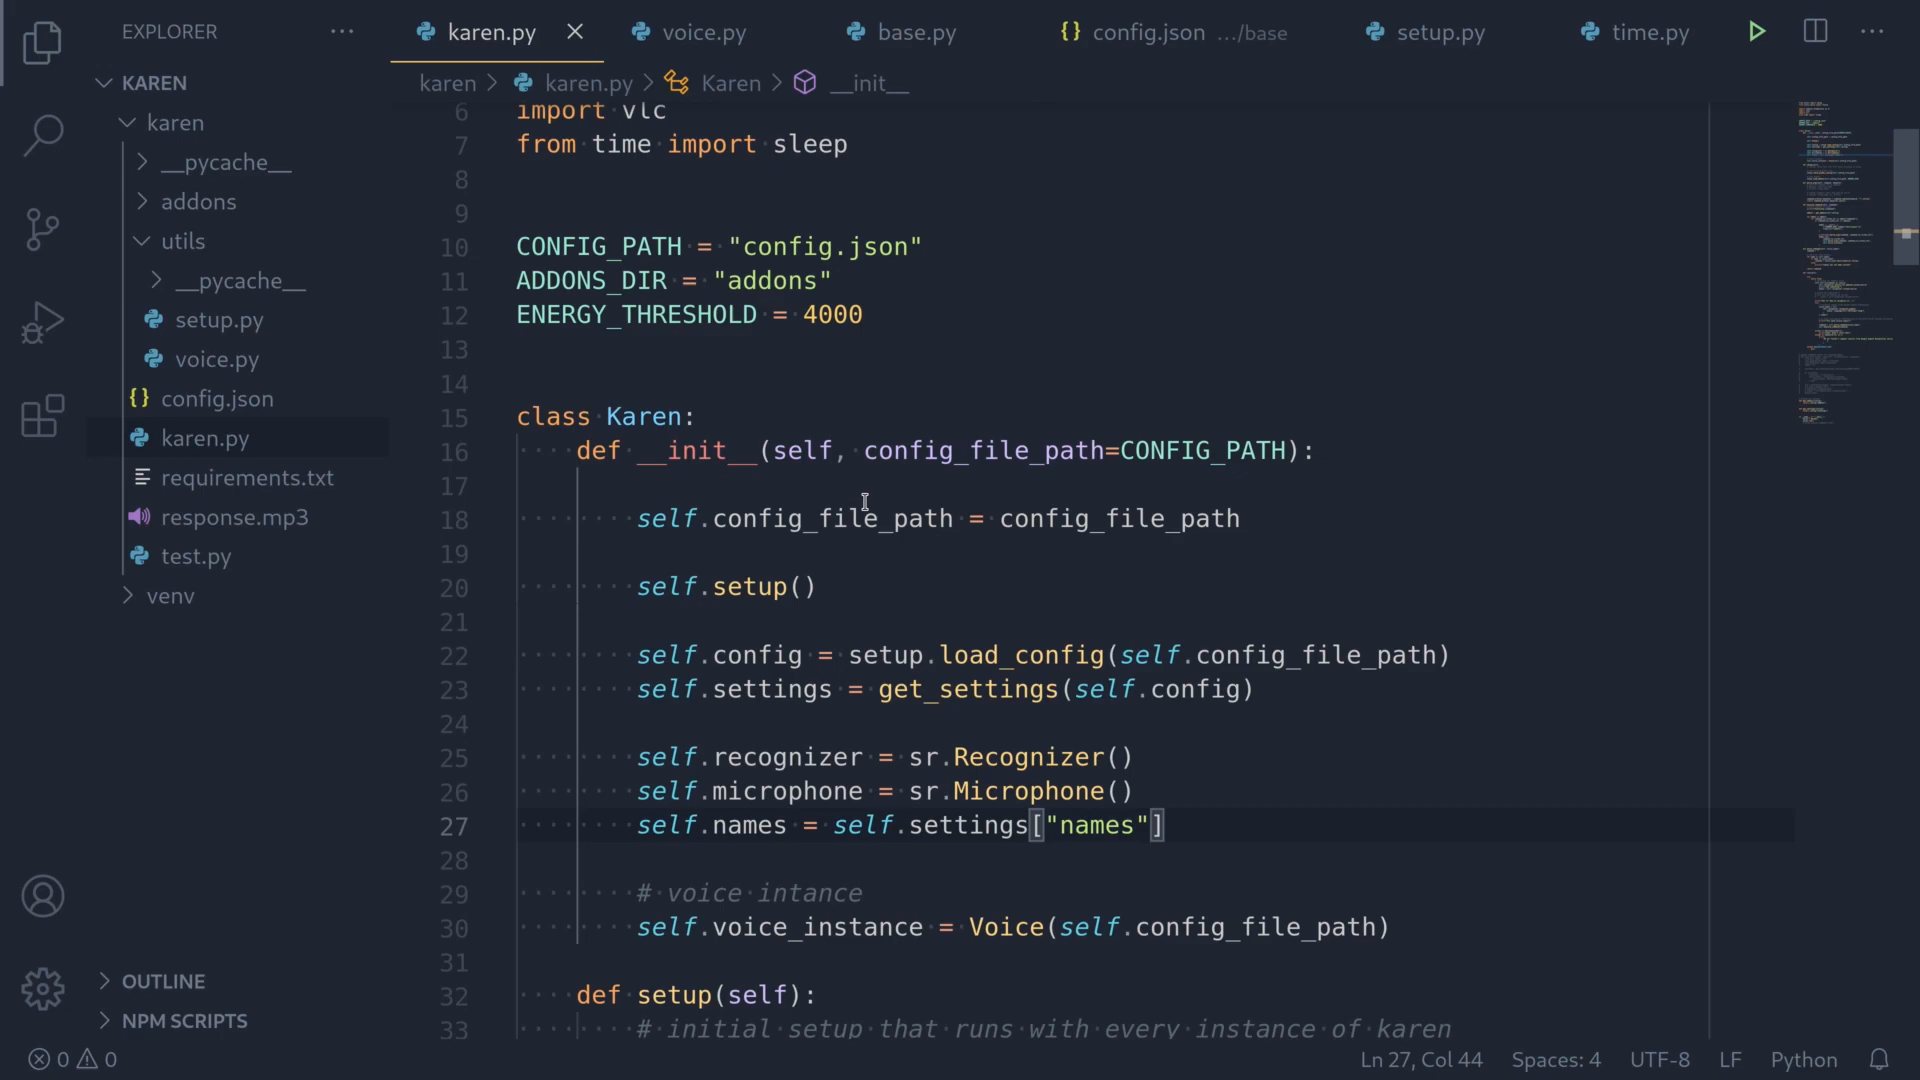 EXPLORER
KAREN
karen
__pycache__
addons
utils
__pycache__
setup.py
voice.py
config.json
karen.py
requirements.txt
response.mp3
test.py
venv
OUTLINE
NPM SCRIPTS
karen.py
voice.py
base.py
{} config.json .../base
setup.py
time.py
karen > karen.py > Karen > __init__
6 import vlc
7 from time import sleep
8
9
10 CONFIG_PATH = "config.json"
11 ADDONS_DIR = "addons"
12 ENERGY_THRESHOLD = 4000
13
14
15 class Karen:
16 def __init__(self, config_file_path=CONFIG_PATH):
17
18 self.config_file_path = config_file_path
19
20 self.setup()
21
22 self.config = setup.load_config(self.config_file_path)
23 self.settings = get_settings(self.config)
24
25 self.recognizer = sr.Recognizer()
26 self.microphone = sr.Microphone()
27 self.names = self.settings["names"]
28
29 # voice intance
30 self.voice_instance = Voice(self.config_file_path)
31
32 def setup(self):
33 # initial setup that runs with every instance of karen
0 0
Ln 27, Col 44
Spaces: 4
UTF-8
LF
Python